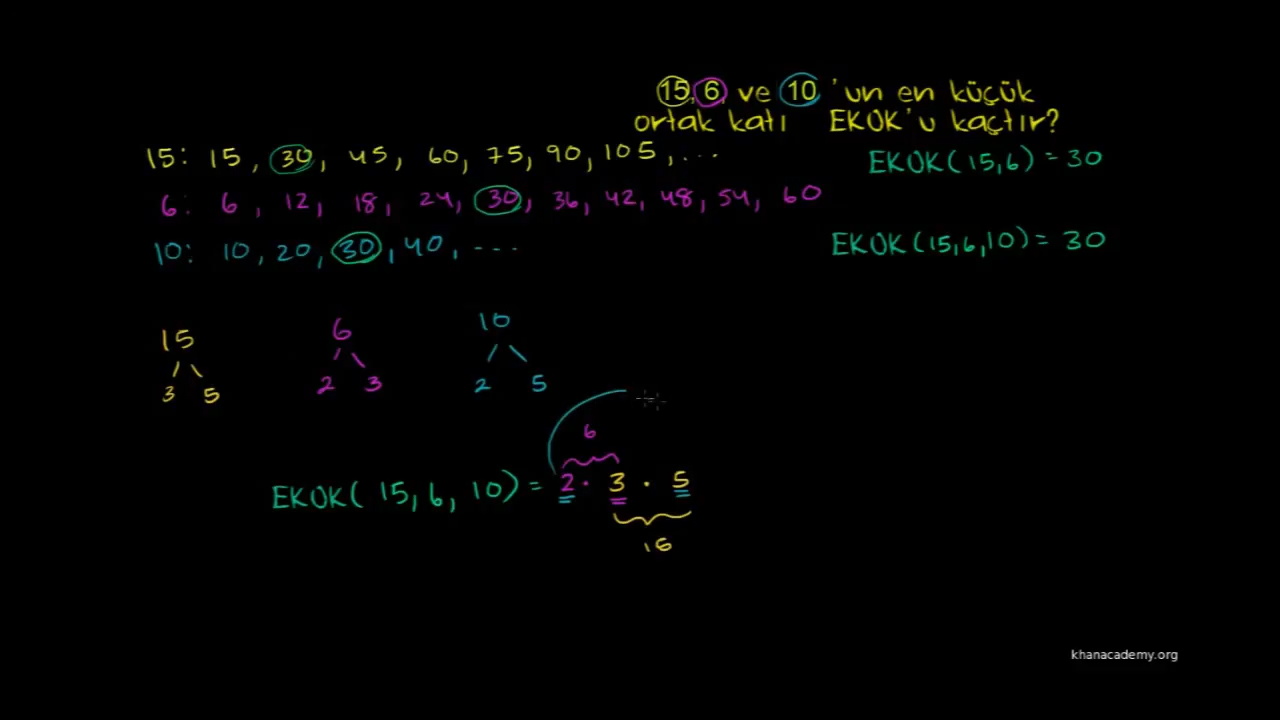 15, 6, ve 10 'un en küçük
ortak katı EKOK'u kaçtır?
15: 15, 30, 45, 60, 75, 90, 105, ...
EKOK(15,6) = 30
6: 6, 12, 18, 24, 30, 36, 42, 48, 54, 60
10: 10, 20, 30, 40, ...
EKOK(15,6,10) = 30
15
6
10
3 5
2 3
2 5
6
EKOK(15, 6, 10) = 2 · 3 · 5
15
khanacademy.org